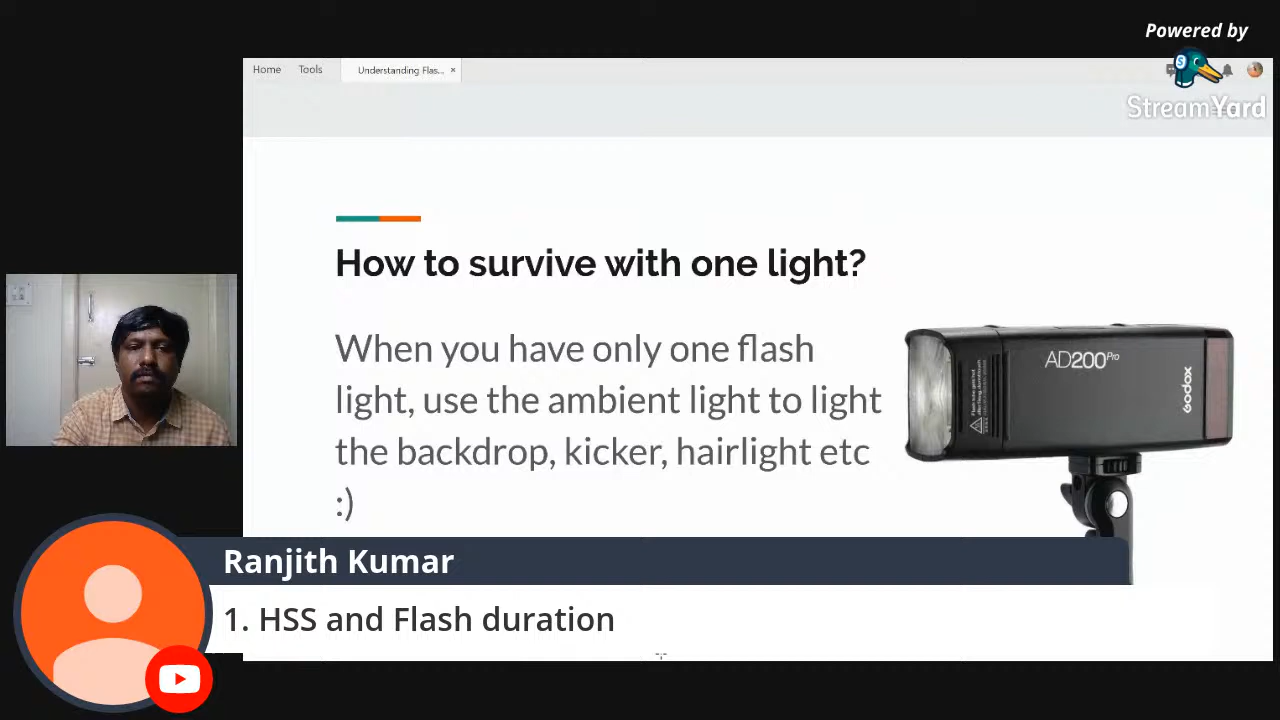 Powered by
StreamYard
Home Tools Understanding Flas... ×
How to survive with one light?
When you have only one flash
light, use the ambient light to light
the backdrop, kicker, hairlight etc
:)
AD200Pro
Godox
Ranjith Kumar
1. HSS and Flash duration